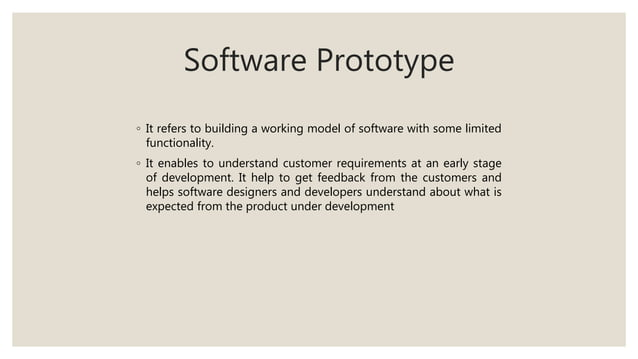 Software Prototype
◦ It refers to building a working model of software with some limited
functionality.
◦ It enables to understand customer requirements at an early stage
of development. It help to get feedback from the customers and
helps software designers and developers understand about what is
expected from the product under development